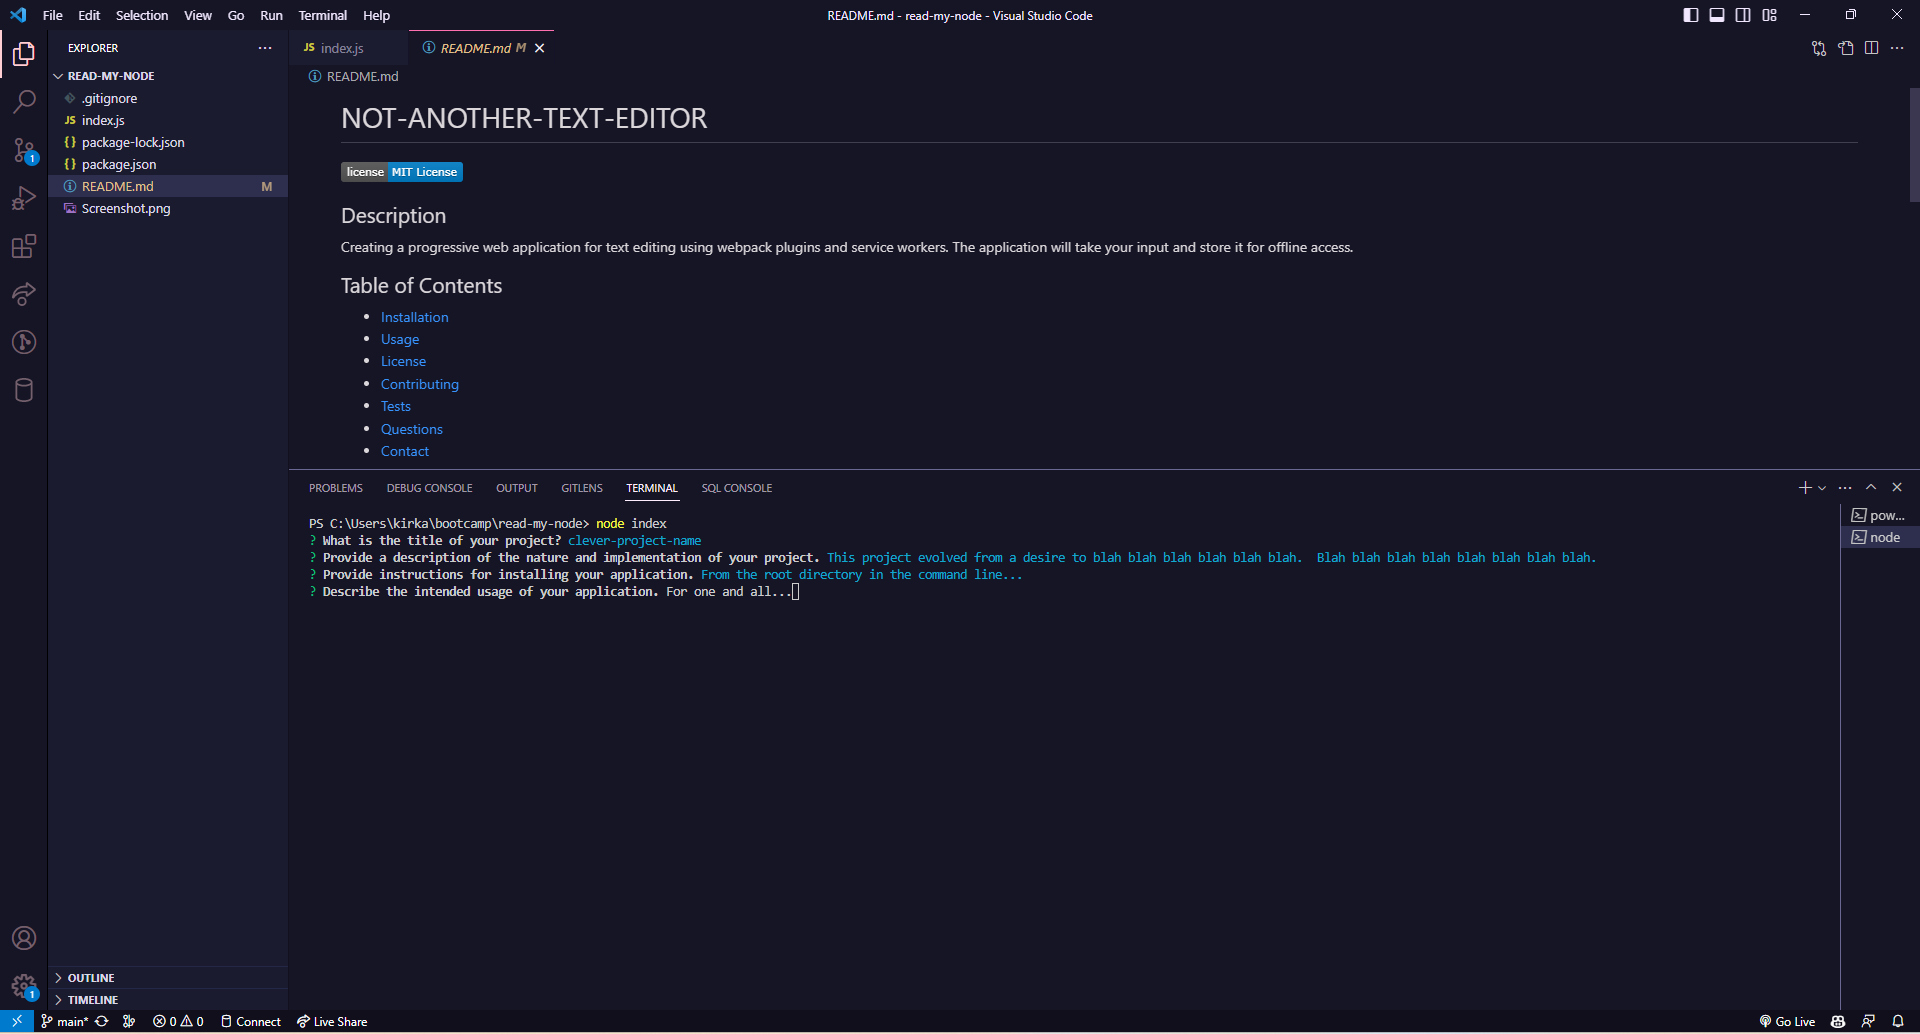 File Edit Selection View Go Run Terminal Help README.md - read-my-node - Visual Studio Code
EXPLORER
JS index.js
README.md M
READ-MY-NODE
README.md
.gitignore
JS index.js
{} package-lock.json
{} package.json
README.md M
Screenshot.png
NOT-ANOTHER-TEXT-EDITOR
license MIT License
Description
Creating a progressive web application for text editing using webpack plugins and service workers. The application will take your input and store it for offline access.
Table of Contents
• Installation
• Usage
• License
• Contributing
• Tests
• Questions
• Contact
PROBLEMS DEBUG CONSOLE OUTPUT GITLENS TERMINAL SQL CONSOLE
PS C:\Users\kirka\bootcamp\read-my-node> node index
? What is the title of your project? clever-project-name
? Provide a description of the nature and implementation of your project. This project evolved from a desire to blah blah blah blah blah blah.  Blah blah blah blah blah blah blah blah.
? Provide instructions for installing your application. From the root directory in the command line...
? Describe the intended usage of your application. For one and all...
pow...
node
1
1
OUTLINE
TIMELINE
main* 0 0 Connect Live Share Go Live